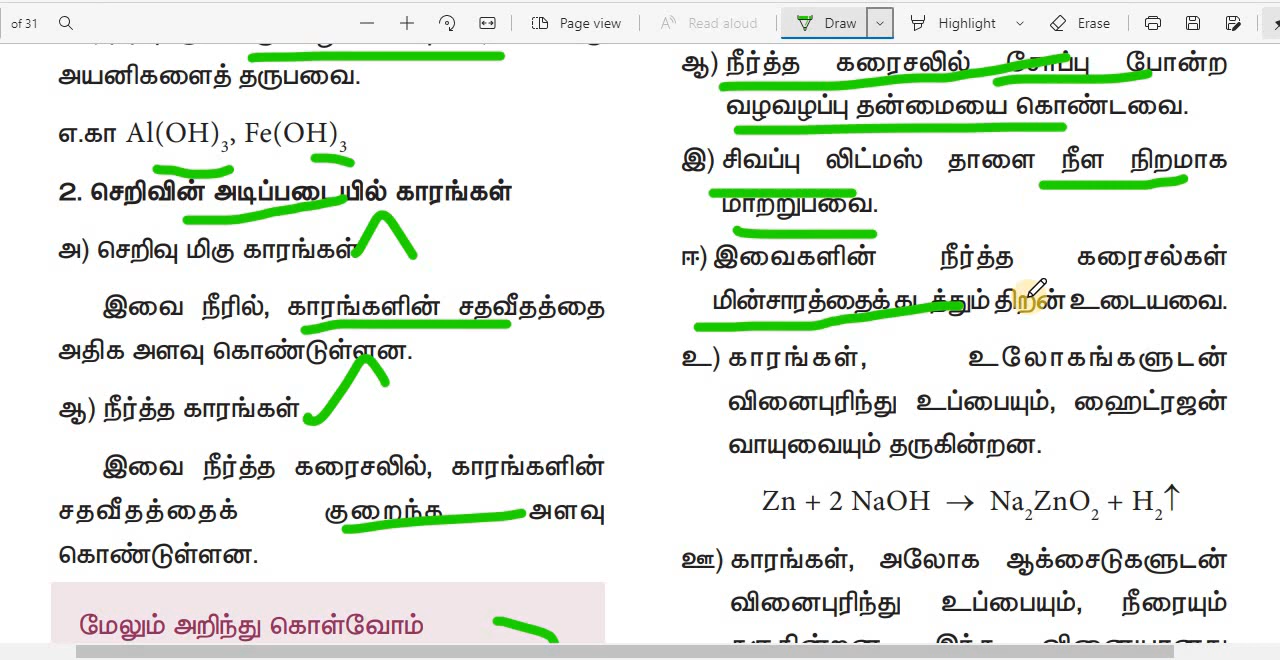 of 31
Page view
Read aloud
Draw
Highlight
Erase
அயனிகளைத் தருபவை.
எ.கா Al(OH)₃, Fe(OH)₃
2. செறிவின் அடிப்படையில் காரங்கள்
அ) செறிவு மிகு காரங்கள்
இவை நீரில், காரங்களின் சதவீதத்தை
அதிக அளவு கொண்டுள்ளன.
ஆ) நீர்த்த காரங்கள்
இவை நீர்த்த கரைசலில், காரங்களின்
சதவீதத்தைக் குறைந்த அளவு
கொண்டுள்ளன.
மேலும் அறிந்து கொள்வோம்
ஆ) நீர்த்த கரைசலில் சோப்பு போன்ற
வழவழப்பு தன்மையை கொண்டவை.
இ) சிவப்பு லிட்மஸ் தாளை நீள நிறமாக
மாற்றுபவை.
ஈ) இவைகளின் நீர்த்த கரைசல்கள்
மின்சாரத்தைக் கடத்தும் திறன் உடையவை.
உ) காரங்கள், உலோகங்களுடன்
வினைபுரிந்து உப்பையும், ஹைட்ரஜன்
வாயுவையும் தருகின்றன.
Zn + 2 NaOH → Na₂ZnO₂ + H₂↑
ஊ) காரங்கள், அலோக ஆக்சைடுகளுடன்
வினைபுரிந்து உப்பையும், நீரையும்